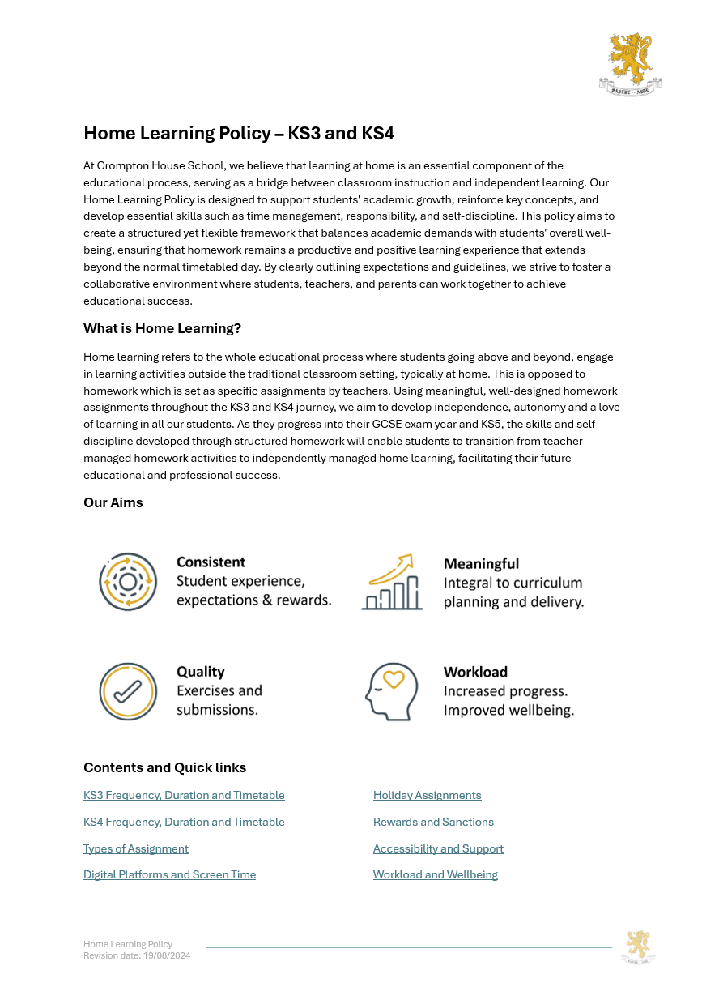 Home Learning Policy – KS3 and KS4
At Crompton House School, we believe that learning at home is an essential component of the
educational process, serving as a bridge between classroom instruction and independent learning. Our
Home Learning Policy is designed to support students' academic growth, reinforce key concepts, and
develop essential skills such as time management, responsibility, and self-discipline. This policy aims to
create a structured yet flexible framework that balances academic demands with students' overall well-
being, ensuring that homework remains a productive and positive learning experience that extends
beyond the normal timetabled day. By clearly outlining expectations and guidelines, we strive to foster a
collaborative environment where students, teachers, and parents can work together to achieve
educational success.
What is Home Learning?
Home learning refers to the whole educational process where students going above and beyond, engage
in learning activities outside the traditional classroom setting, typically at home. This is opposed to
homework which is set as specific assignments by teachers. Using meaningful, well-designed homework
assignments throughout the KS3 and KS4 journey, we aim to develop independence, autonomy and a love
of learning in all our students. As they progress into their GCSE exam year and KS5, the skills and self-
discipline developed through structured homework will enable students to transition from teacher-
managed homework activities to independently managed home learning, facilitating their future
educational and professional success.
Our Aims
Consistent
Student experience,
expectations & rewards.
Meaningful
Integral to curriculum
planning and delivery.
Quality
Exercises and
submissions.
Workload
Increased progress.
Improved wellbeing.
Contents and Quick links
KS3 Frequency, Duration and Timetable
KS4 Frequency, Duration and Timetable
Types of Assignment
Digital Platforms and Screen Time
Holiday Assignments
Rewards and Sanctions
Accessibility and Support
Workload and Wellbeing
Home Learning Policy
Revision date: 19/08/2024